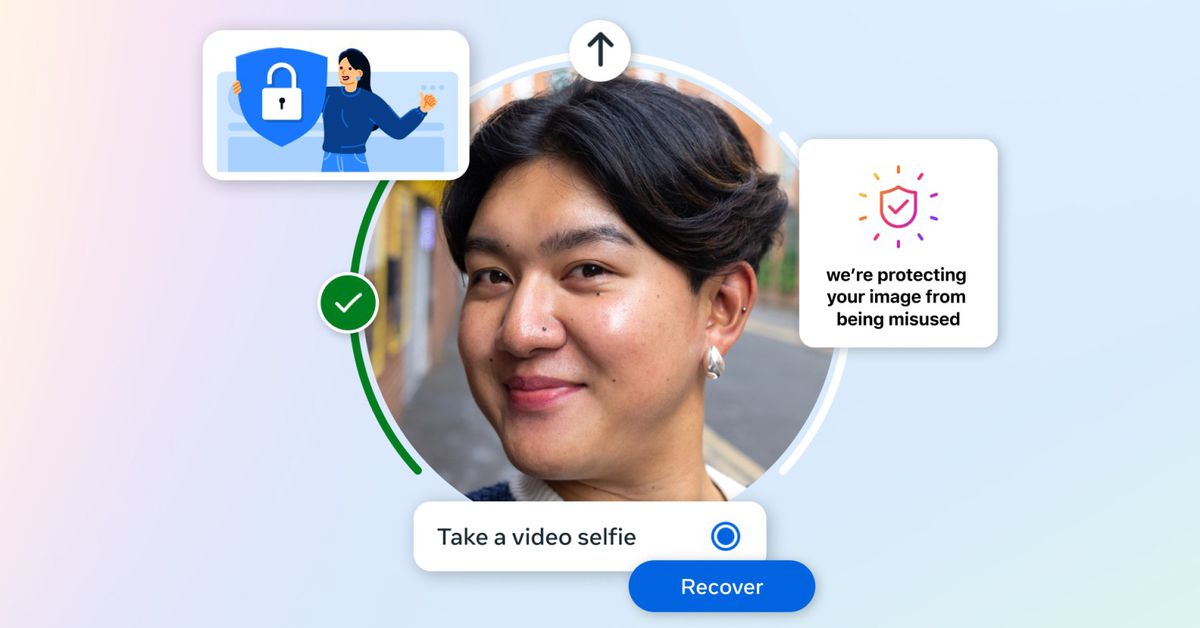 we’re protecting
your image from
being misused
Take a video selfie
Recover